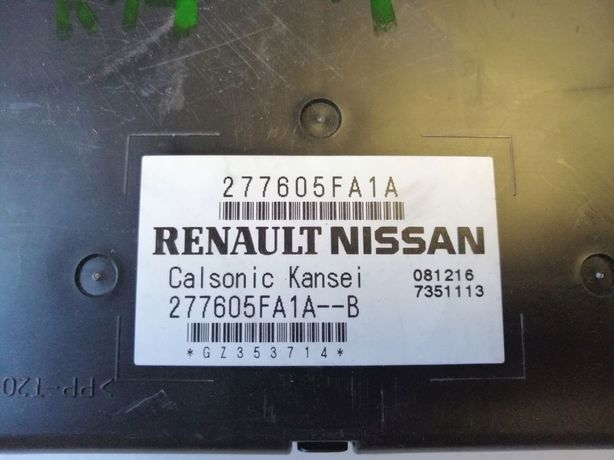 277605FA1A
RENAULT NISSAN
Calsonic Kansei
081216
7351113
277605FA1A--B
*GZ353714*
>PP-T20